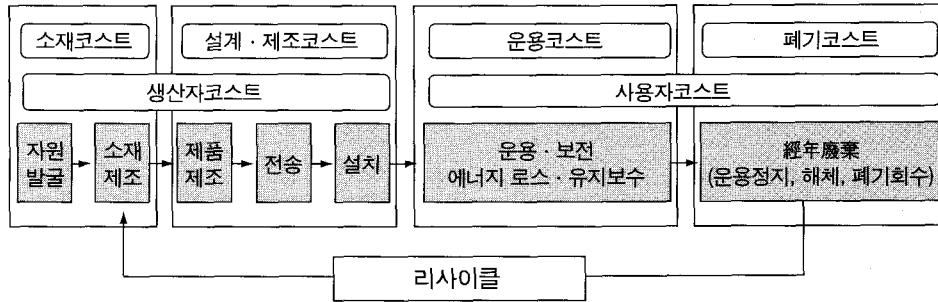 소재코스트
설계 · 제조코스트
운용코스트
폐기코스트
생산자코스트
사용자코스트
자원
발굴
소재
제조
제품
제조
전송
설치
운용 · 보전
에너지 로스 · 유지보수
經年廢棄
(운용정지, 해체, 폐기회수)
리사이클